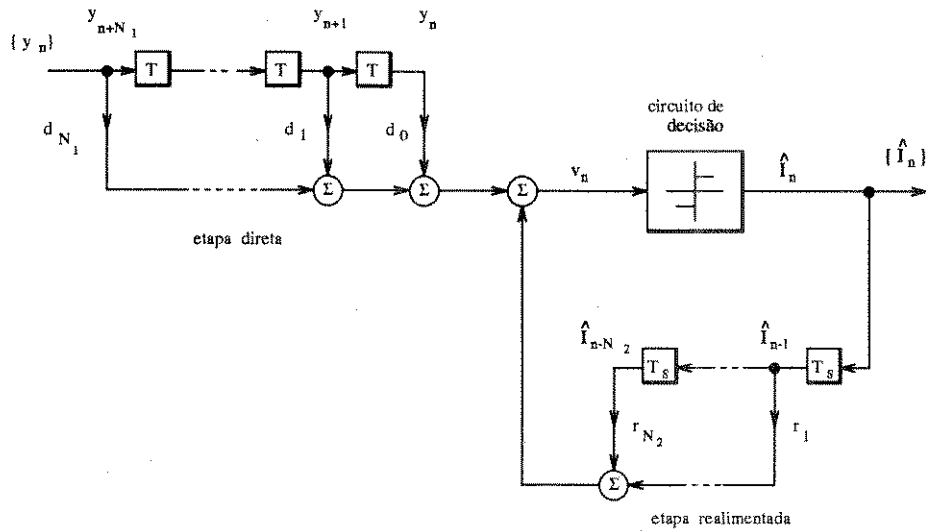 {y_n}
y_{n+N_1}
y_{n+1}
y_n
T
T
T
d_{N_1}
d_1
d_0
circuito de
decisão
Σ
Σ
Σ
v_n
Î_n
{Î_n}
etapa direta
Î_{n-N_2}
Î_{n-1}
T_s
T_s
r_{N_2}
r_1
Σ
etapa realimentada